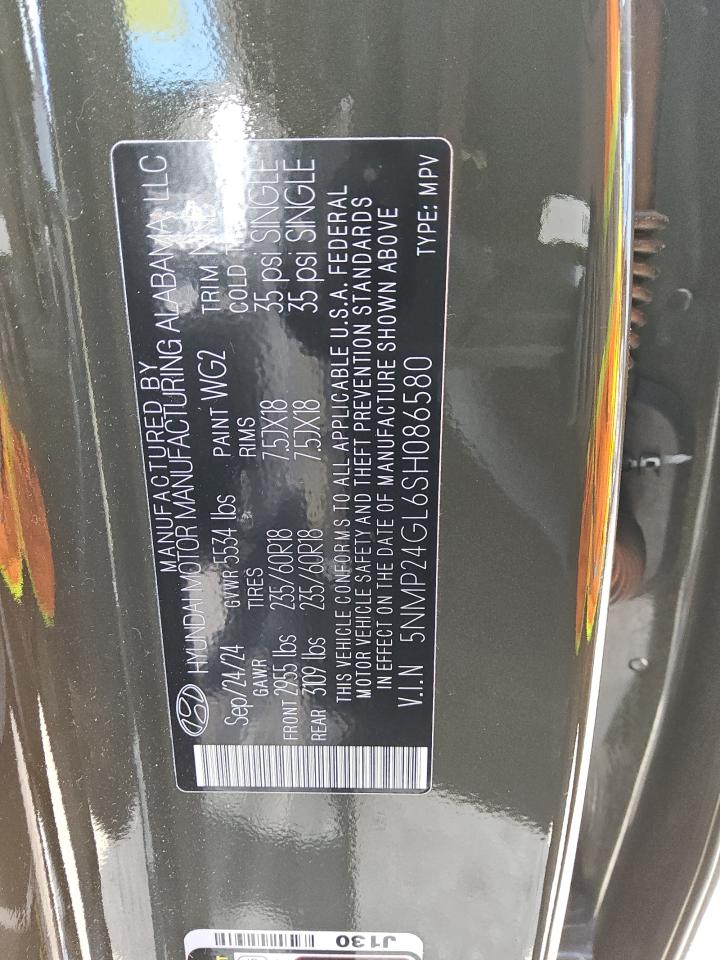 MANUFACTURED BY
HYUNDAI MOTOR MANUFACTURING ALABAMA, LLC
Sep/24/24 GVWR 5534 lbs PAINT WG2 TRIM
GAWR TIRES RIMS COLD
FRONT 2955 lbs 235/60R18 7.5JX18 35 psi SINGLE
REAR 3109 lbs 235/60R18 7.5JX18 35 psi SINGLE
THIS VEHICLE CONFORMS TO ALL APPLICABLE U.S.A. FEDERAL
MOTOR VEHICLE SAFETY AND THEFT PREVENTION STANDARDS
IN EFFECT ON THE DATE OF MANUFACTURE SHOWN ABOVE
V.I.N 5NMP24GL6SH086580 TYPE: MPV
J130